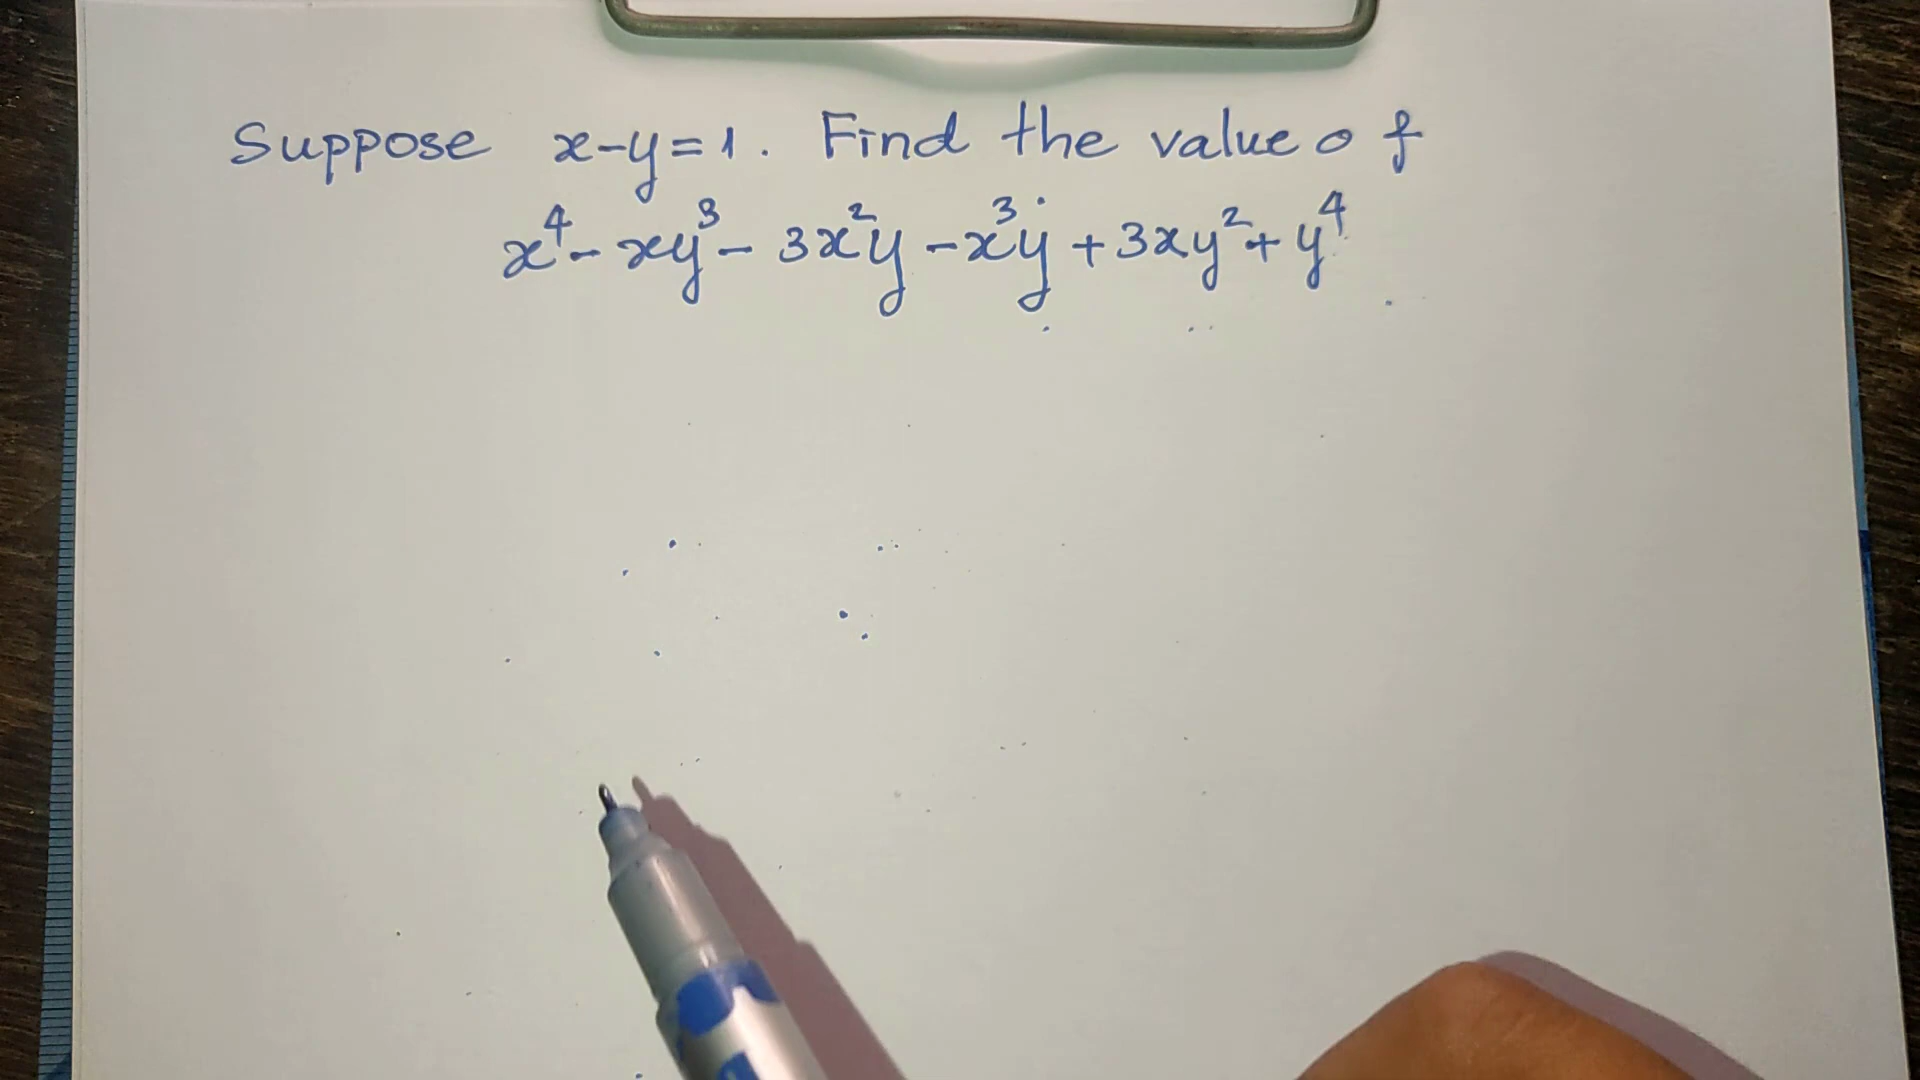 Suppose x-y=1. Find the value of
x⁴ - xy³ - 3x²y - x³y + 3xy² + y⁴